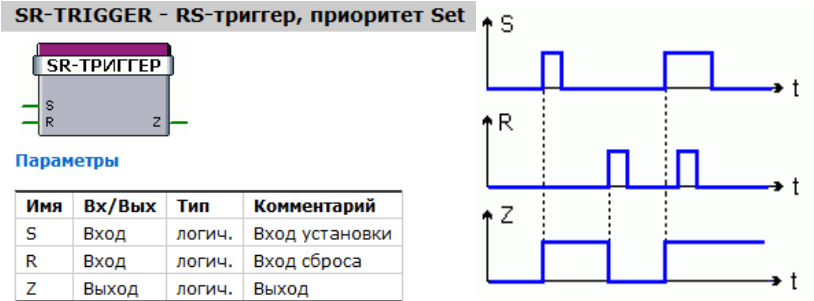 SR-TRIGGER - RS-триггер, приоритет Set
SR-ТРИГГЕР
S
R Z
Параметры
Имя Вх/Вых Тип Комментарий
S Вход логич. Вход установки
R Вход логич. Вход сброса
Z Выход логич. Выход
S
t
R
t
Z
t